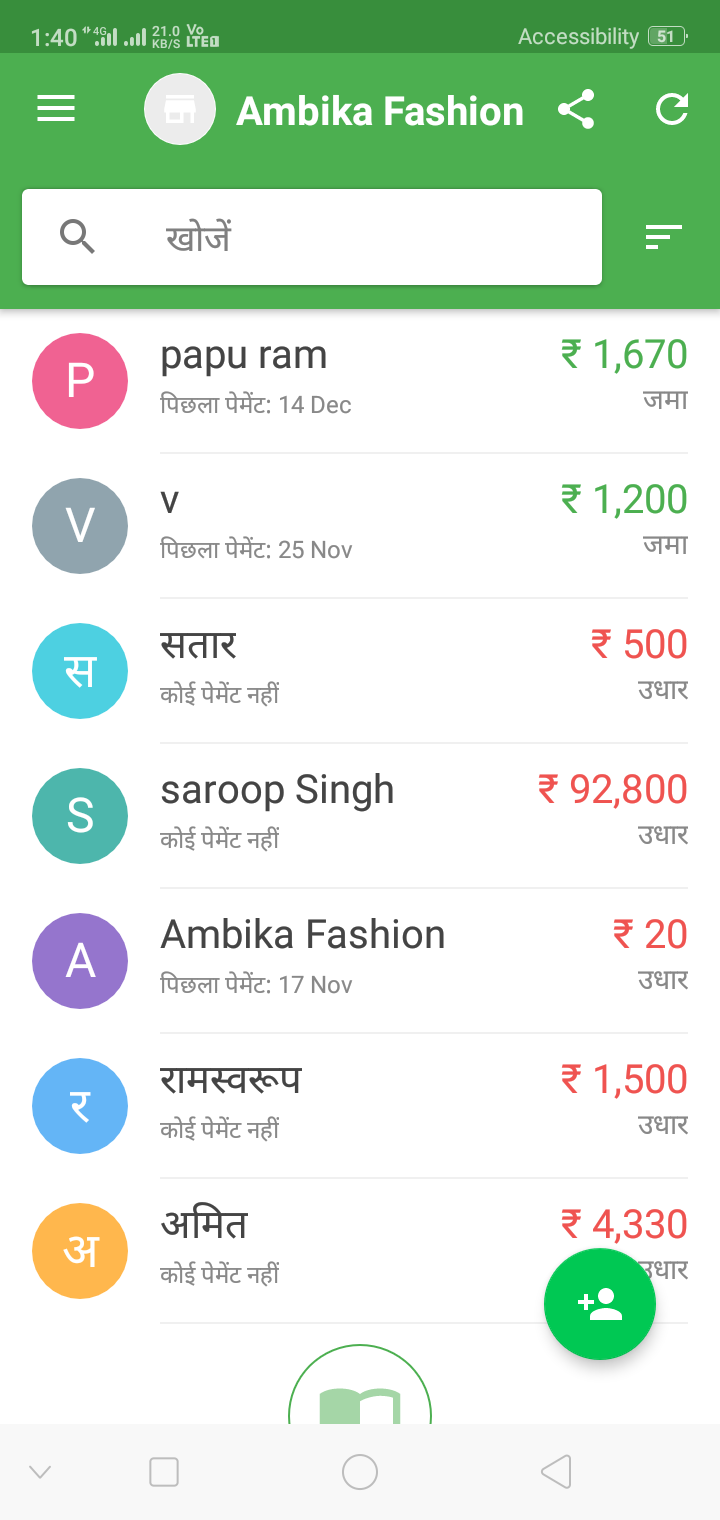 1:40 4G 21.0 KB/S Vo LTE1 Accessibility 51
Ambika Fashion
खोजें
P papu ram ₹ 1,670
पिछला पेमेंट: 14 Dec जमा
V v ₹ 1,200
पिछला पेमेंट: 25 Nov जमा
स सतार ₹ 500
कोई पेमेंट नहीं उधार
S saroop Singh ₹ 92,800
कोई पेमेंट नहीं उधार
A Ambika Fashion ₹ 20
पिछला पेमेंट: 17 Nov उधार
र रामस्वरूप ₹ 1,500
कोई पेमेंट नहीं उधार
अ अमित ₹ 4,330
कोई पेमेंट नहीं उधार